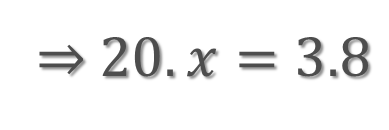 ⇒ 20. x = 3.8